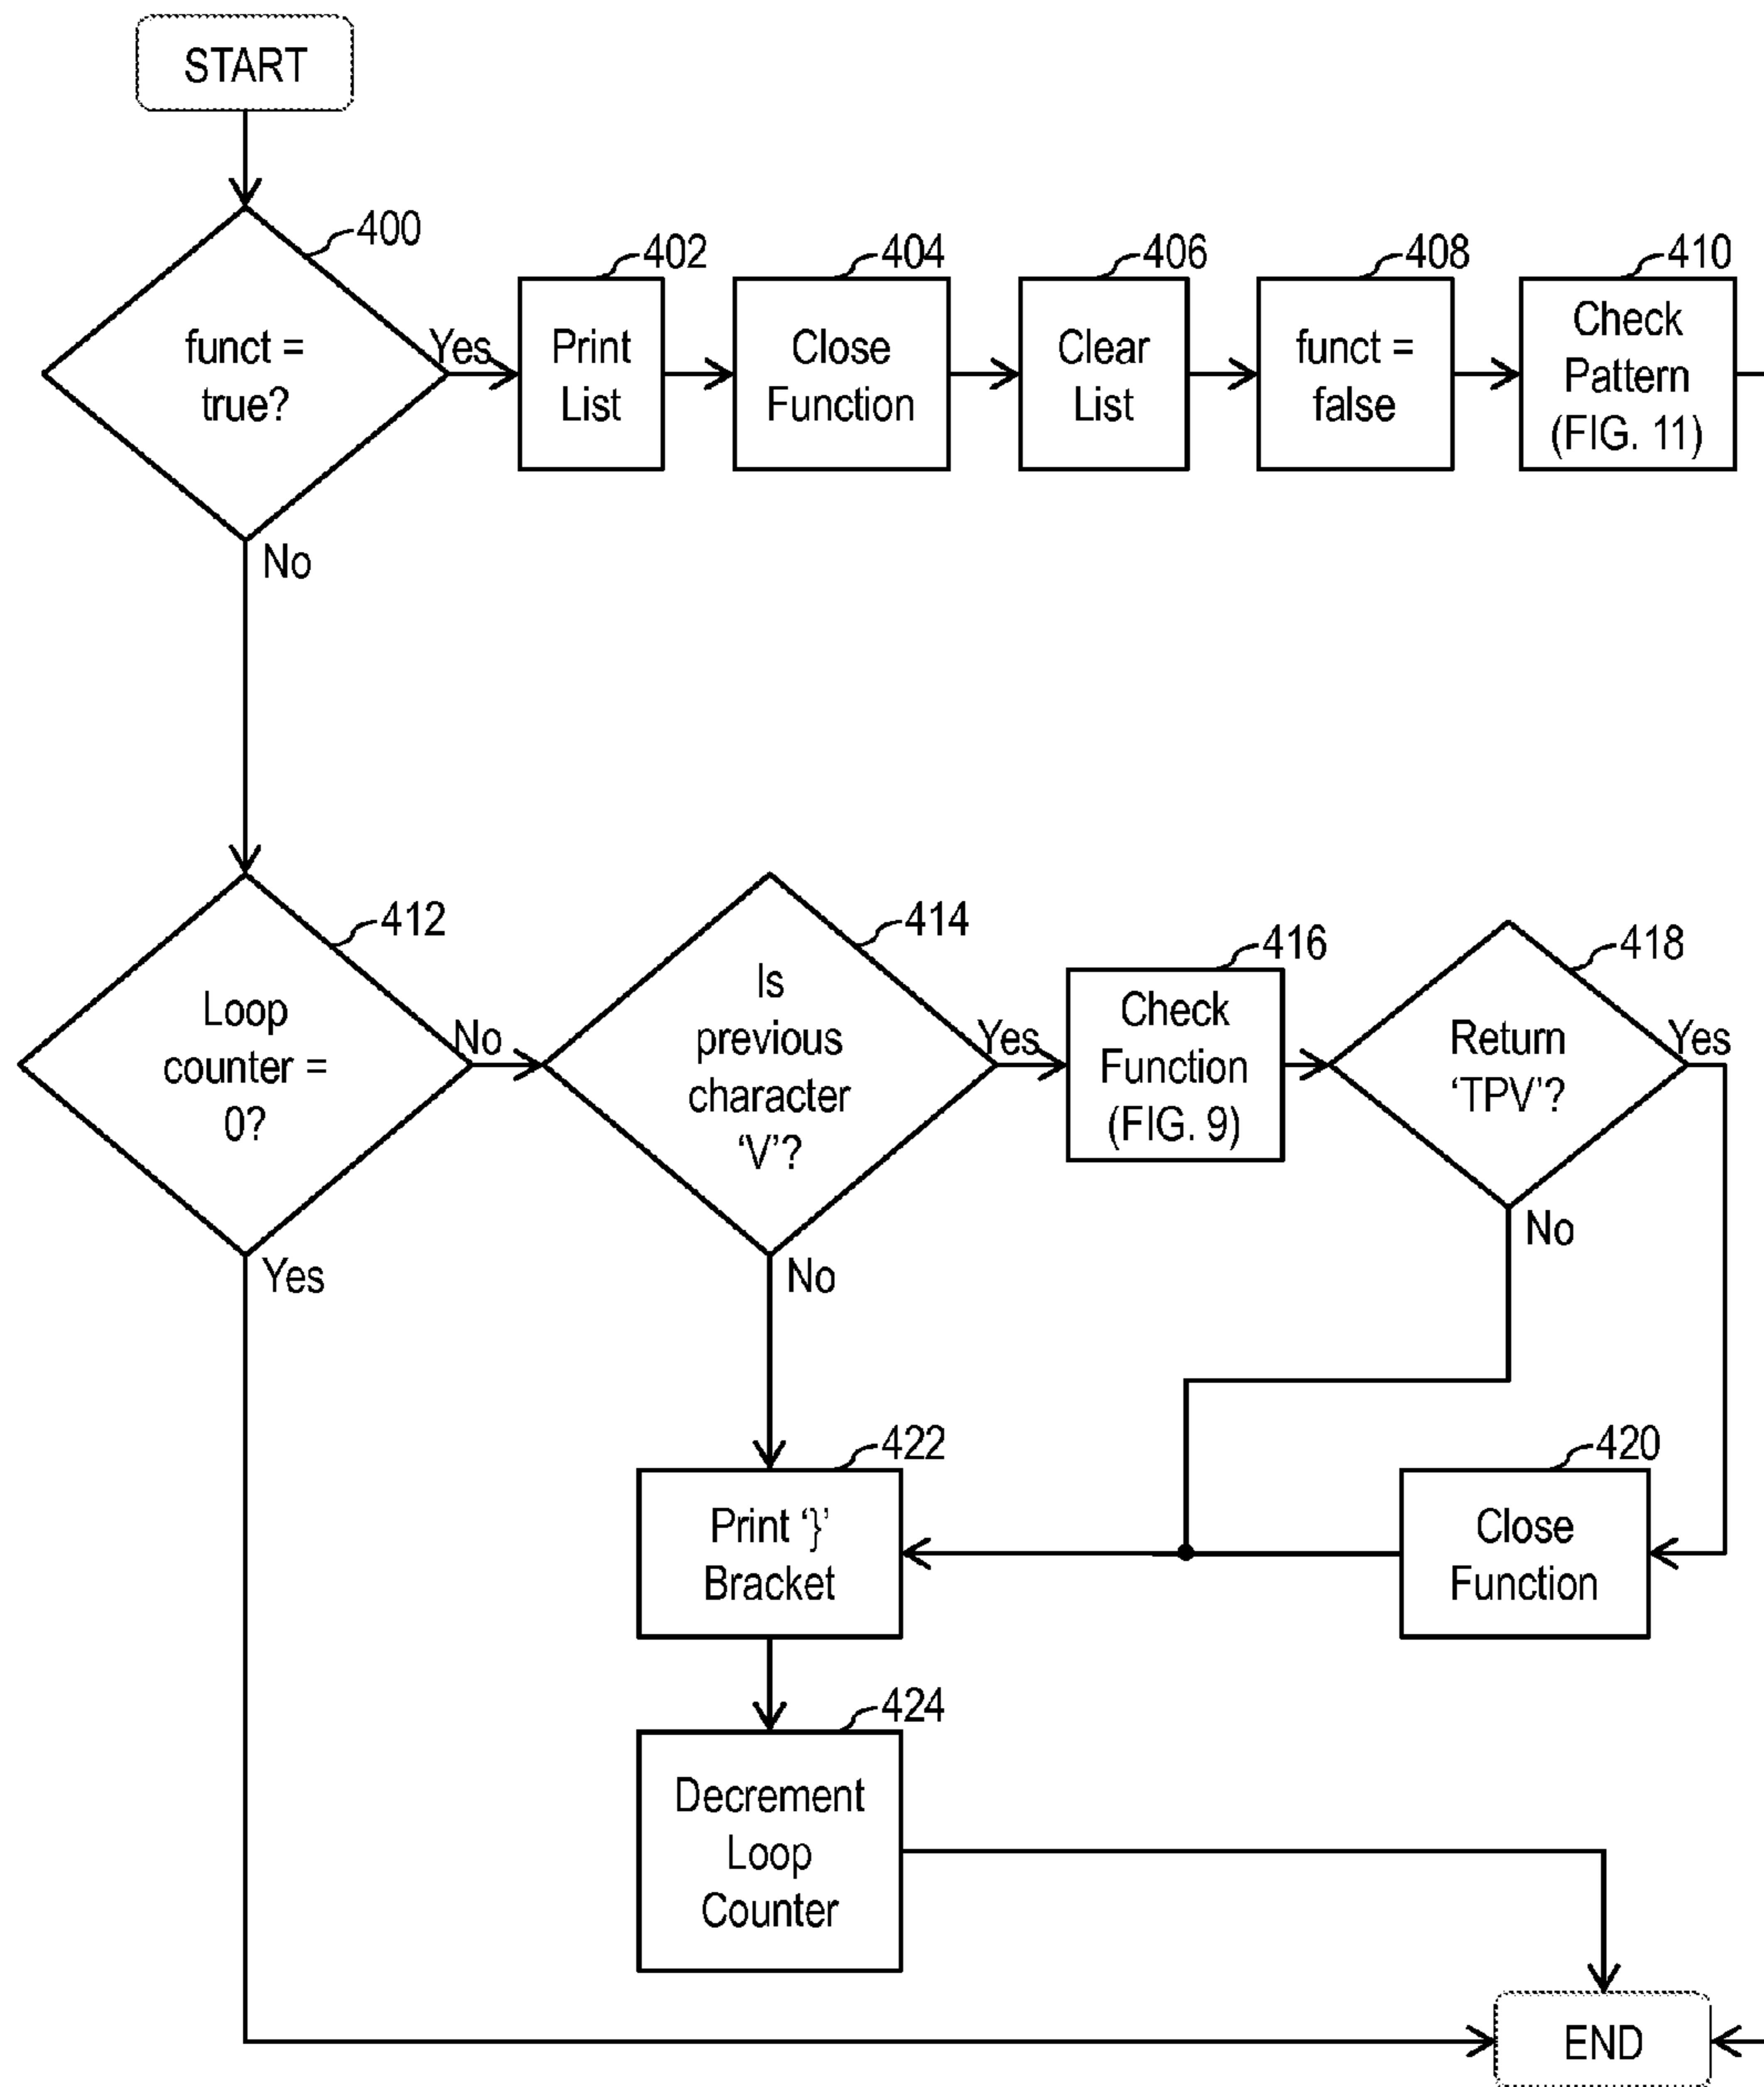 START
400
funct =
true?
Yes
No
402
Print
List
404
Close
Function
406
Clear
List
408
funct =
false
410
Check
Pattern
(FIG. 11)
412
Loop
counter =
0?
No
Yes
414
Is
previous
character
‘V’?
Yes
No
416
Check
Function
(FIG. 9)
418
Return
‘TPV’?
Yes
No
420
Close
Function
422
Print ‘}’
Bracket
424
Decrement
Loop
Counter
END